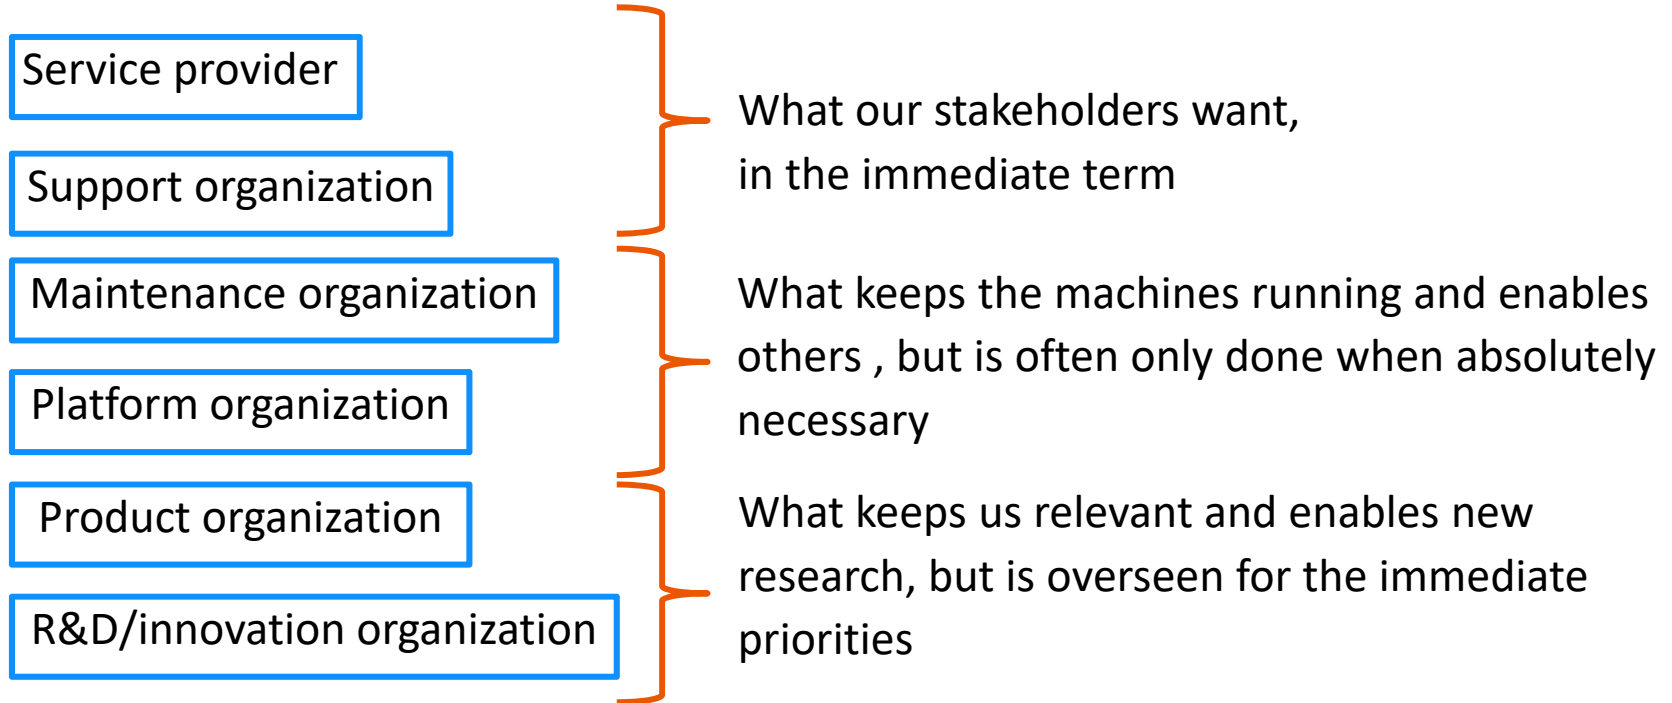 Service provider
Support organization
What our stakeholders want,
in the immediate term
Maintenance organization
Platform organization
What keeps the machines running and enables
others , but is often only done when absolutely
necessary
Product organization
R&D/innovation organization
What keeps us relevant and enables new
research, but is overseen for the immediate
priorities